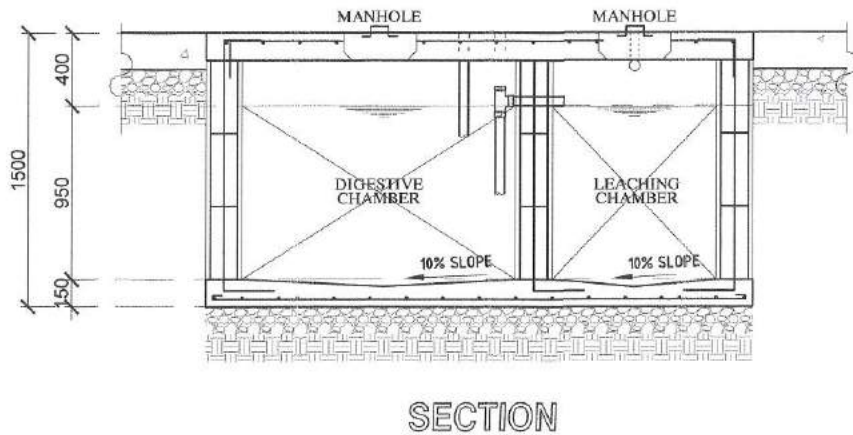 MANHOLE
MANHOLE
400
1500
950
150
DIGESTIVE
CHAMBER
LEACHING
CHAMBER
10% SLOPE
10% SLOPE
SECTION